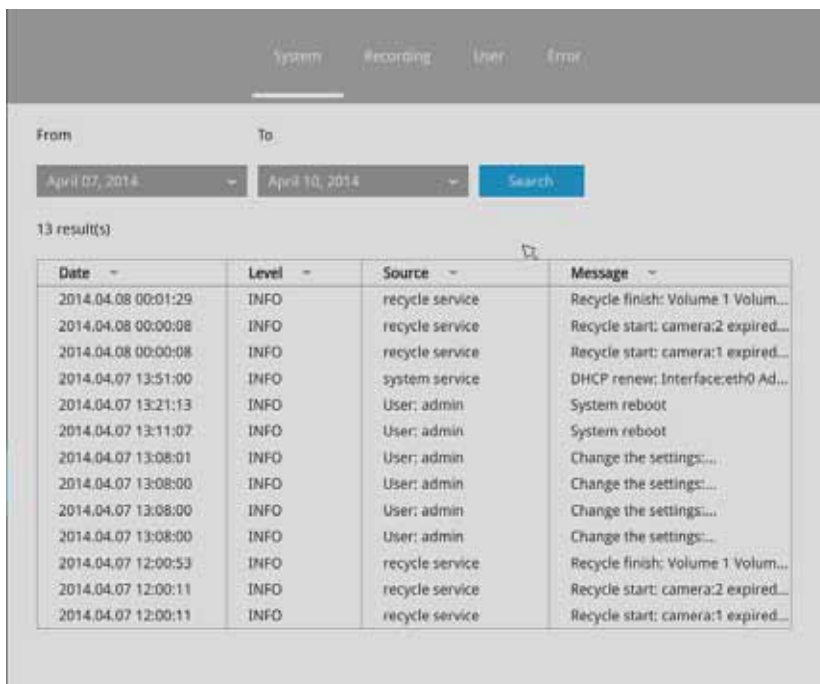 System Recording User Error
From To
April 07, 2014 April 10, 2014 Search
13 result(s)
Date Level Source Message
2014.04.08 00:01:29 INFO recycle service Recycle finish: Volume 1 Volum...
2014.04.08 00:00:08 INFO recycle service Recycle start: camera:2 expired...
2014.04.08 00:00:08 INFO recycle service Recycle start: camera:1 expired...
2014.04.07 13:51:00 INFO system service DHCP renew: Interface:eth0 Ad...
2014.04.07 13:21:13 INFO User: admin System reboot
2014.04.07 13:11:07 INFO User: admin System reboot
2014.04.07 13:08:01 INFO User: admin Change the settings:...
2014.04.07 13:08:00 INFO User: admin Change the settings:...
2014.04.07 13:08:00 INFO User: admin Change the settings:...
2014.04.07 13:08:00 INFO User: admin Change the settings:...
2014.04.07 12:00:53 INFO recycle service Recycle finish: Volume 1 Volum...
2014.04.07 12:00:11 INFO recycle service Recycle start: camera:2 expired...
2014.04.07 12:00:11 INFO recycle service Recycle start: camera:1 expired...